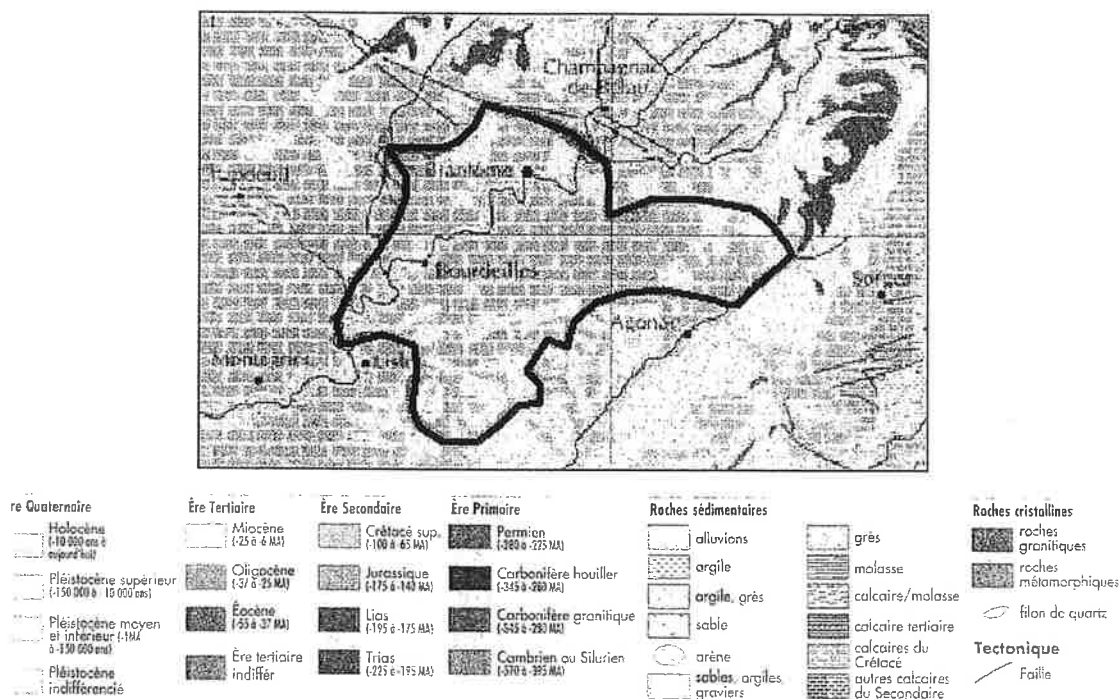 Champagnac
de-Belair
Brantôme
Bourdeilles
Sorges
Agonac
Montagrier
Lisle
re Quaternaire
Holocène
(-10 000 ans à
aujourd'hui)
Pléistocène supérieur
(-150 000 à -10 000 ans)
Pléistocène moyen
et inférieur (-1MA
à -150 000 ans)
Pléistocène
indifférencié
Ère Tertiaire
Miocène
(-25 à -6 MA)
Oligocène
(-37 à -25 MA)
Éocène
(-55 à -37 MA)
Ère tertiaire
indiffér
Ère Secondaire
Crétacé sup.
(-100 à -65 MA)
Jurassique
(-175 à -140 MA)
Lias
(-195 à -175 MA)
Trias
(-225 à -195 MA)
Ère Primaire
Permien
(-280 à -225 MA)
Carbonifère houiller
(-345 à -280 MA)
Carbonifère granitique
(-345 à -280 MA)
Cambrien ou Silurien
(-570 à -395 MA)
Roches sédimentaires
alluvions
argile
argile, grès
sable
arène
sables, argiles,
graviers
grès
molasse
calcaire/molasse
calcaire tertiaire
calcaires du
Crétacé
autres calcaires
du Secondaire
Roches cristallines
roches
granitiques
roches
métamorphiques
filon de quartz
Tectonique
Faille